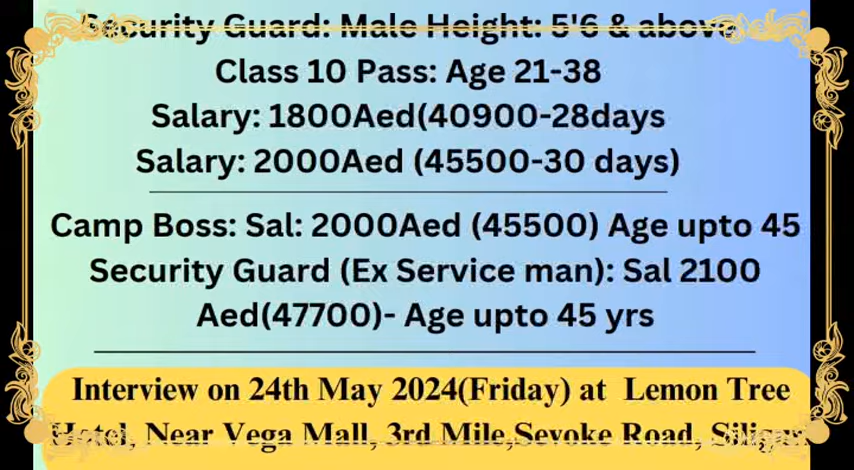 Security Guard: Male Height: 5'6 & above
Class 10 Pass: Age 21-38
Salary: 1800Aed(40900-28days
Salary: 2000Aed (45500-30 days)
Camp Boss: Sal: 2000Aed (45500) Age upto 45
Security Guard (Ex Service man): Sal 2100
Aed(47700)- Age upto 45 yrs
Interview on 24th May 2024(Friday) at Lemon Tree
Hotel, Near Vega Mall, 3rd Mile,Sevoke Road, Siliguri